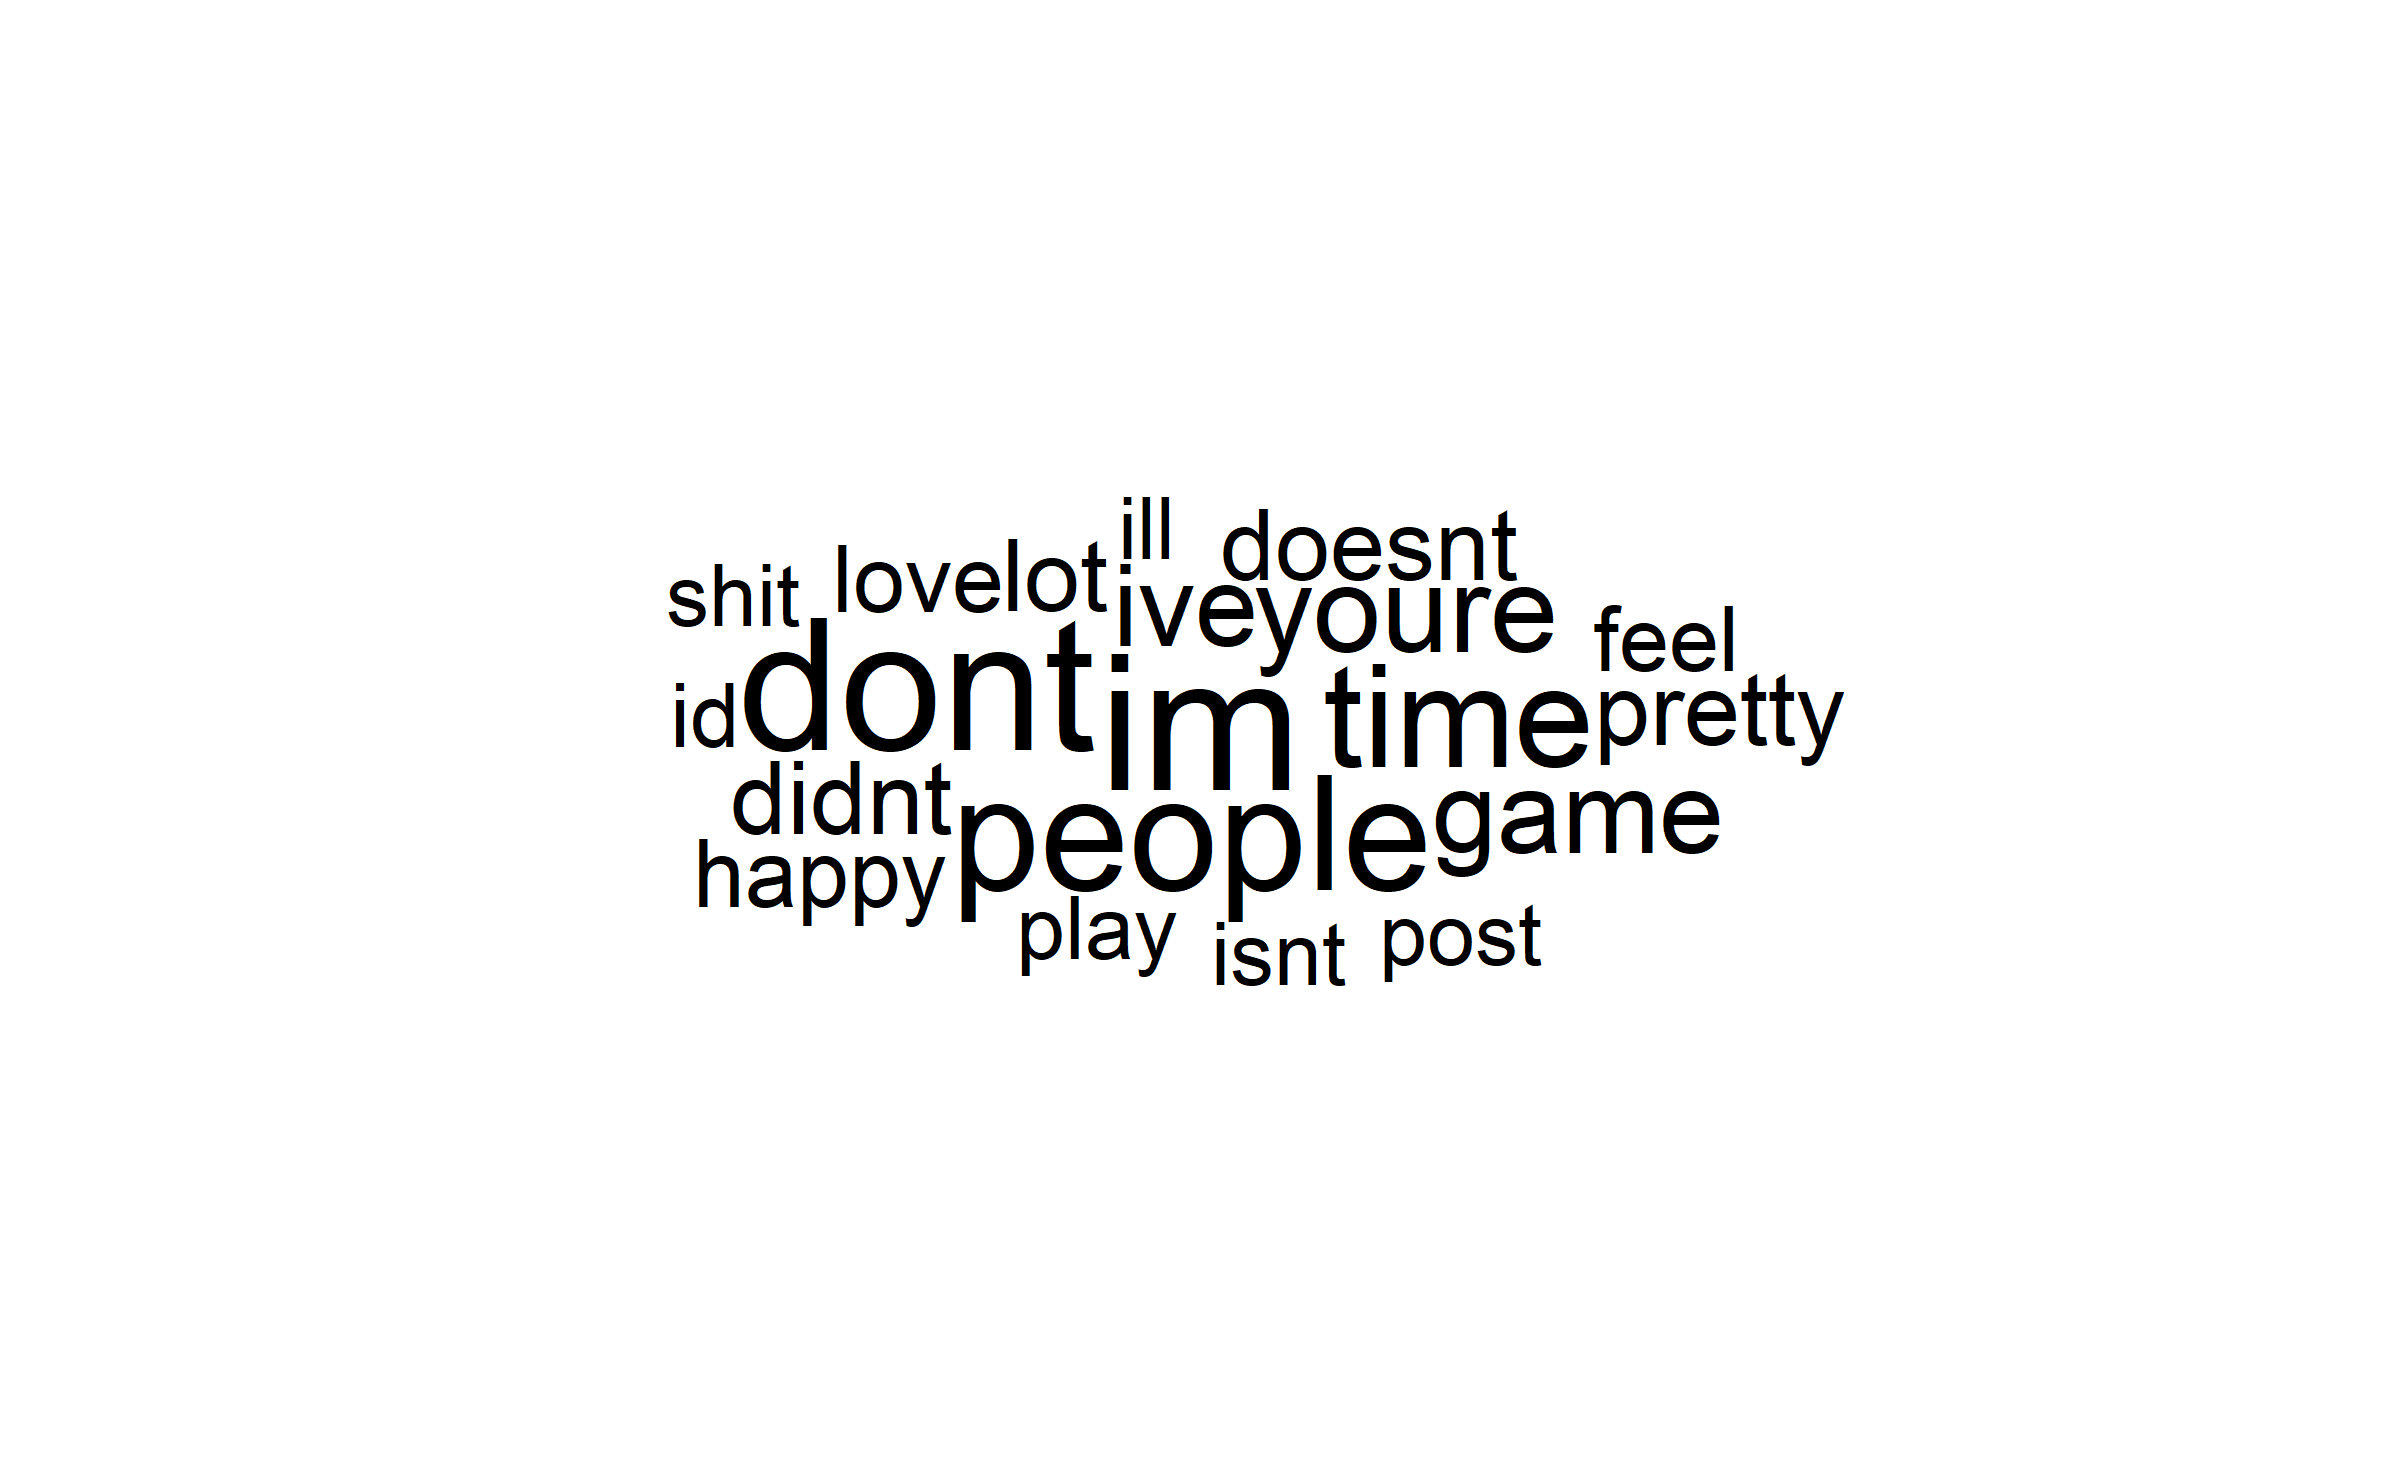 ill doesnt
shit love lot ive youre feel
id dont im time pretty
didnt people game
happy play isnt post